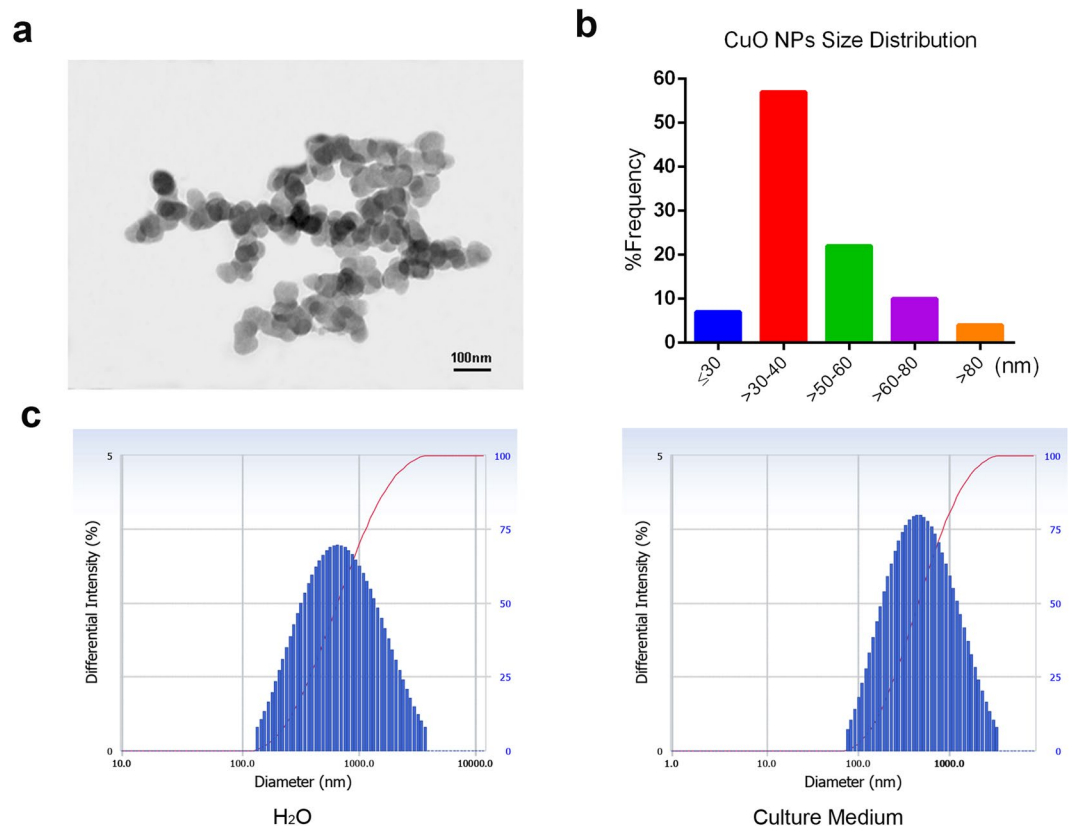 a
100nm
b
CuO NPs Size Distribution
%Frequency
60
50
40
30
20
10
0
≤30
>30-40
>50-60
>60-80
>80
(nm)
c
Differential Intensity (%)
5
0
100
75
50
25
0
10.0
100.0
1000.0
10000.0
Diameter (nm)
H₂O
Differential Intensity (%)
5
0
100
75
50
25
0
1.0
10.0
100.0
1000.0
Diameter (nm)
Culture Medium